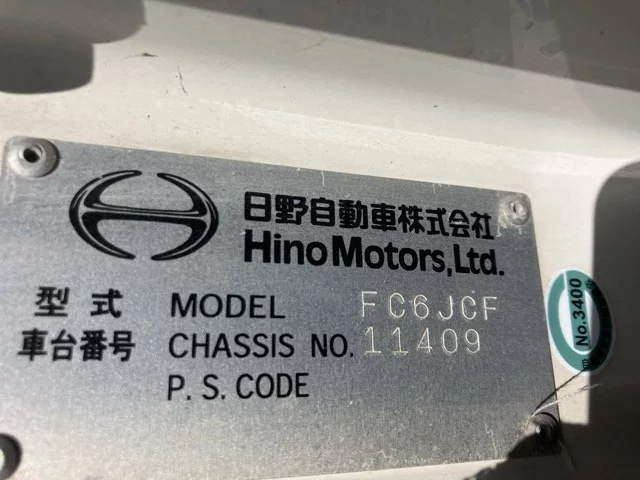 日野自動車株式会社
Hino Motors, Ltd.
型式 MODEL FC6JCF
車台番号 CHASSIS NO. 11409
P. S. CODE
No.3400